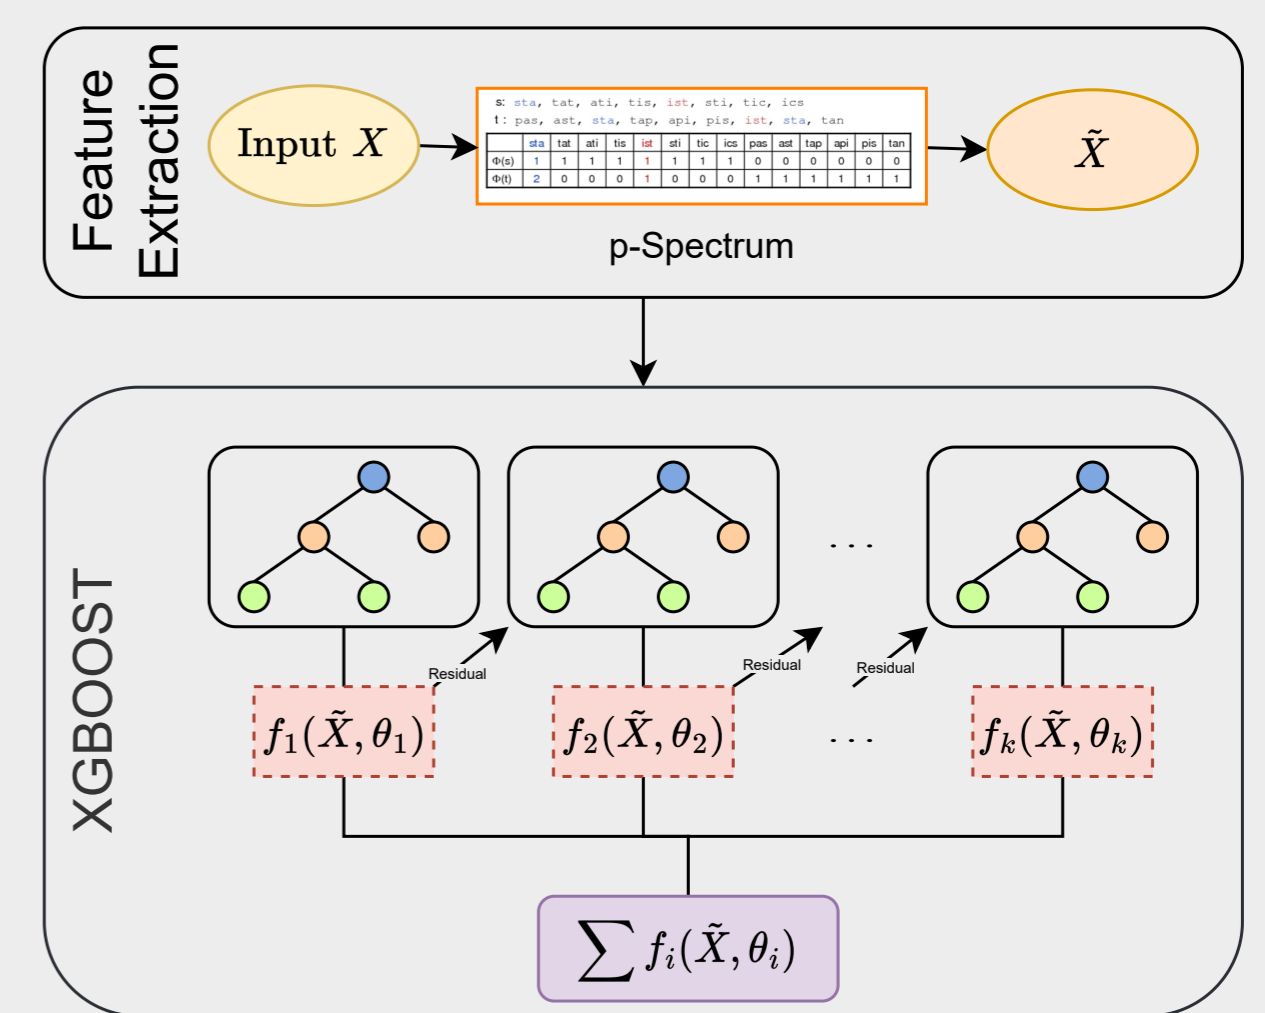 Feature
Extraction
Input X
s: sta, tat, ati, tis, ist, sti, tic, ics
t: pas, ast, sta, tap, api, pis, ist, sta, tan
sta tat ati tis ist sti tic ics pas ast tap api pis tan
Φ(s) 1 1 1 1 1 1 1 1 0 0 0 0 0 0
Φ(t) 2 0 0 0 1 0 0 0 1 1 1 1 1 1
X̃
p-Spectrum
XGBOOST
. . .
Residual
Residual
Residual
f₁(X̃, θ₁)
f₂(X̃, θ₂)
. . .
fₖ(X̃, θₖ)
∑ fᵢ(X̃, θᵢ)